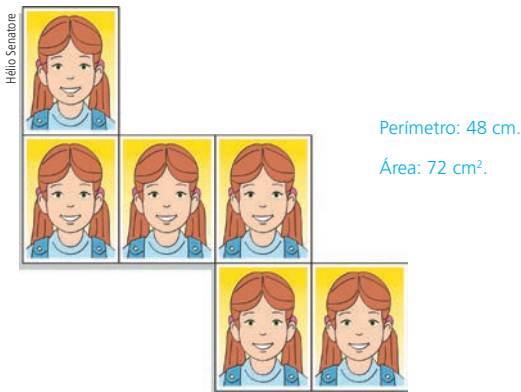 Hélio Senatore
Perímetro: 48 cm.
Área: 72 cm².